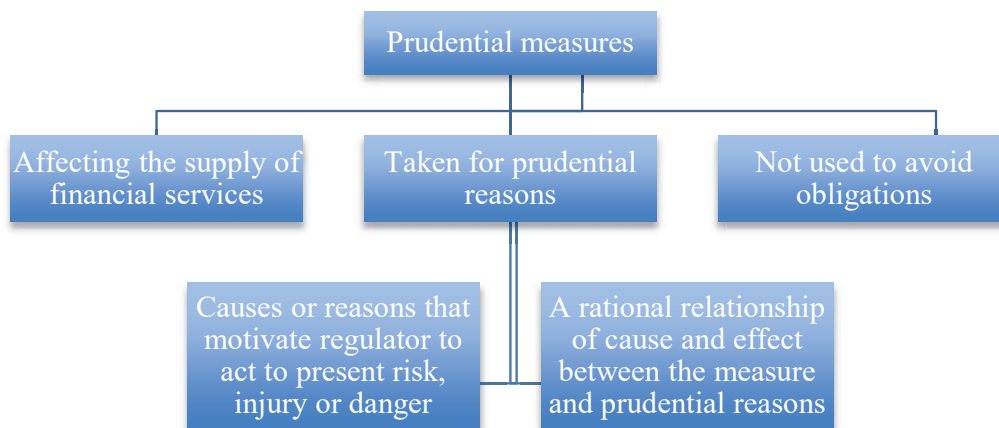 Prudential measures
Affecting the supply of
financial services
Taken for prudential
reasons
Not used to avoid
obligations
Causes or reasons that
motivate regulator to
act to present risk,
injury or danger
A rational relationship
of cause and effect
between the measure
and prudential reasons